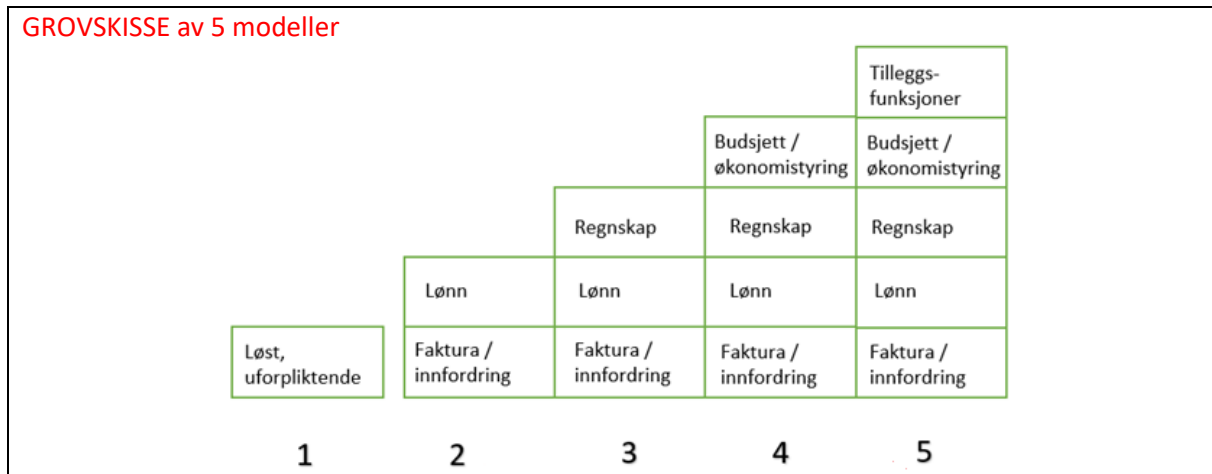 GROVSKISSE av 5 modeller
Tilleggs-
funksjoner
Budsjett /
økonomistyring
Budsjett /
økonomistyring
Regnskap
Regnskap
Regnskap
Lønn
Lønn
Lønn
Lønn
Løst,
uforpliktende
Faktura /
innfordring
Faktura /
innfordring
Faktura /
innfordring
Faktura /
innfordring
1
2
3
4
5